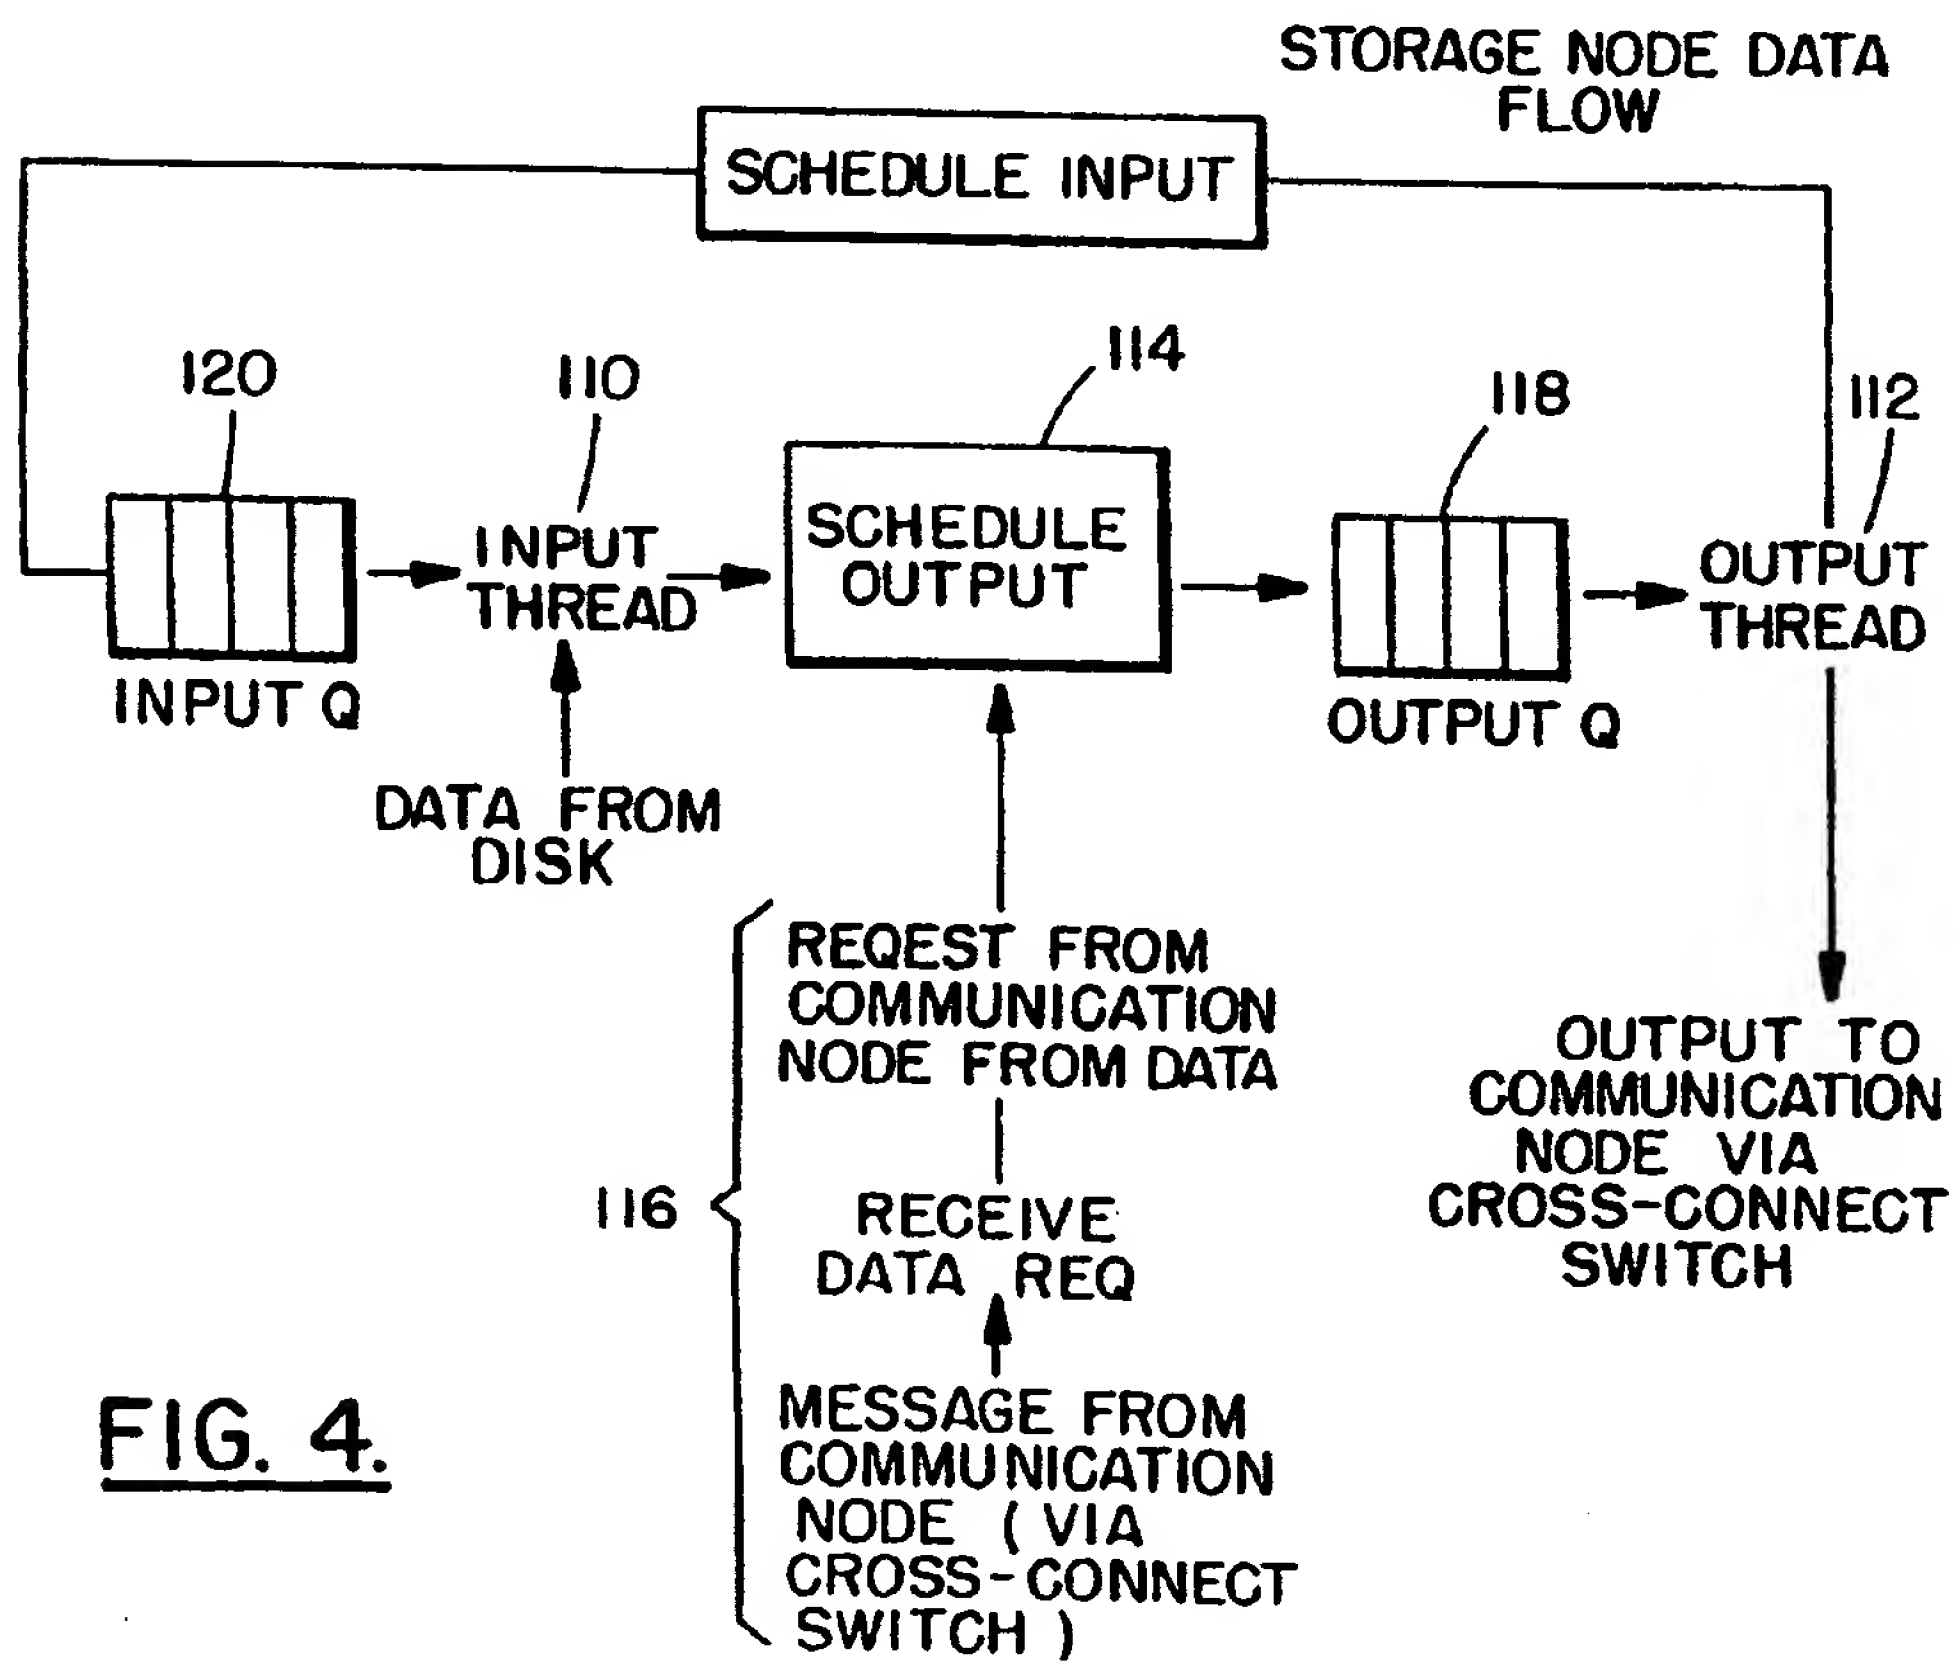 STORAGE NODE DATA
FLOW
SCHEDULE INPUT
120
110
114
118
112
INPUT
THREAD
SCHEDULE
OUTPUT
OUTPUT
THREAD
INPUT Q
OUTPUT Q
DATA FROM
DISK
REQEST FROM
COMMUNICATION
NODE FROM DATA
116
RECEIVE
DATA REQ
MESSAGE FROM
COMMUNICATION
NODE (VIA
CROSS-CONNECT
SWITCH)
OUTPUT TO
COMMUNICATION
NODE VIA
CROSS-CONNECT
SWITCH
FIG. 4.